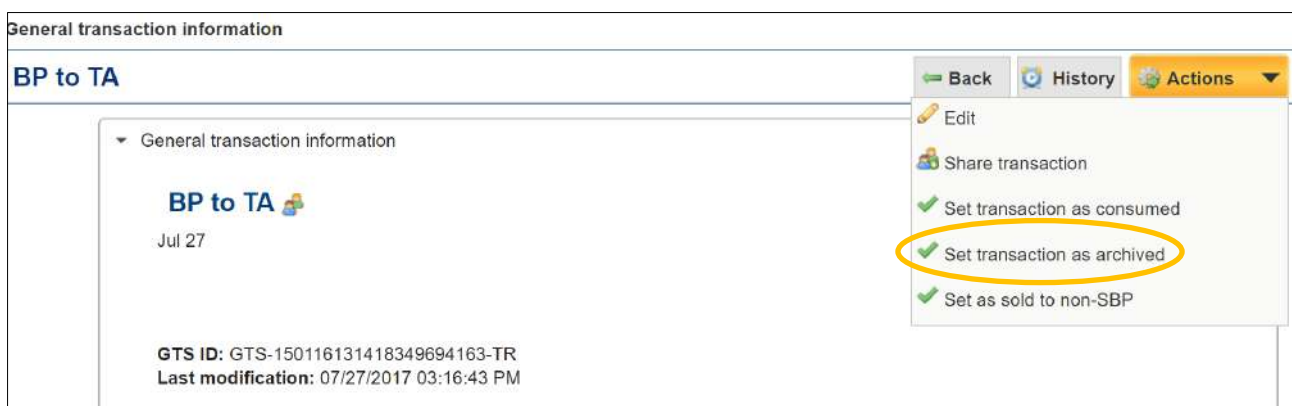 General transaction information
BP to TA
Back
History
Actions
Edit
Share transaction
Set transaction as consumed
Set transaction as archived
Set as sold to non-SBP
General transaction information
BP to TA
Jul 27
GTS ID: GTS-150116131418349694163-TR
Last modification: 07/27/2017 03:16:43 PM